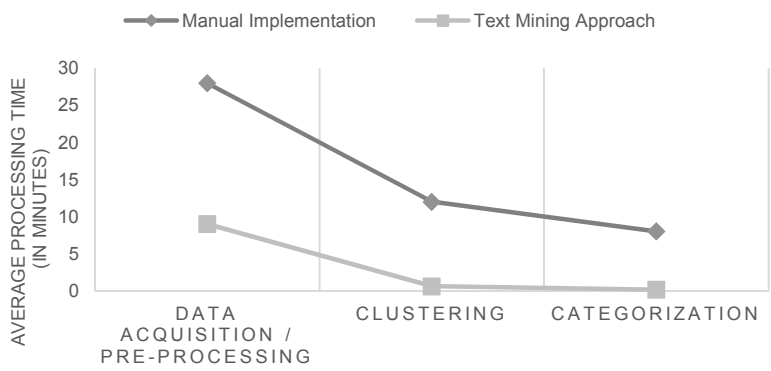 Manual Implementation Text Mining Approach
AVERAGE PROCESSING TIME
(IN MINUTES)
30
25
20
15
10
5
0
DATA
ACQUISITION /
PRE-PROCESSING
CLUSTERING
CATEGORIZATION